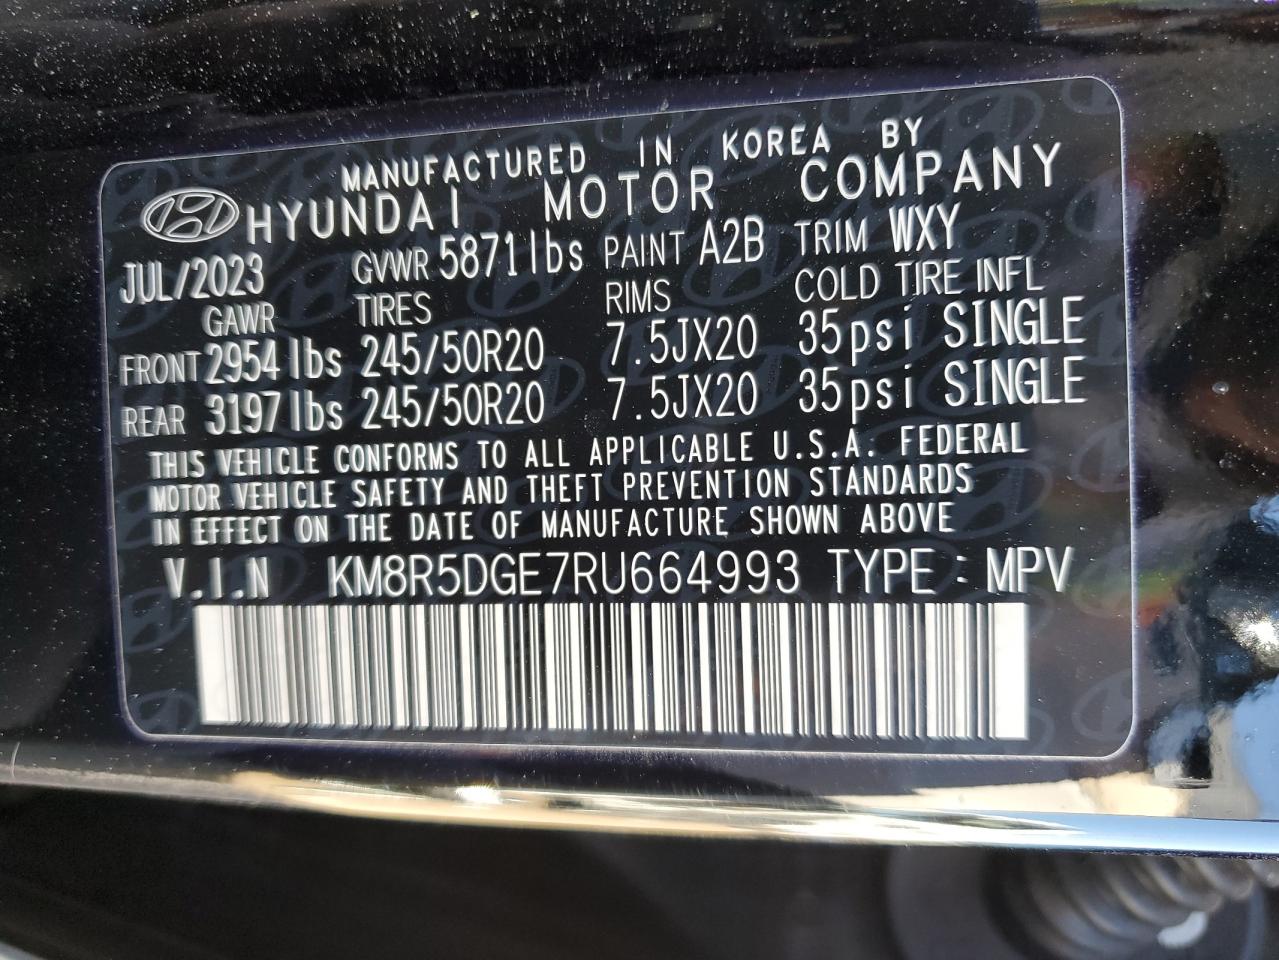 MANUFACTURED IN KOREA BY
HYUNDAI MOTOR COMPANY
JUL/2023 GVWR 5871lbs PAINT A2B TRIM WXY
GAWR TIRES RIMS COLD TIRE INFL
FRONT 2954lbs 245/50R20 7.5JX20 35psi SINGLE
REAR 3197lbs 245/50R20 7.5JX20 35psi SINGLE
THIS VEHICLE CONFORMS TO ALL APPLICABLE U.S.A. FEDERAL
MOTOR VEHICLE SAFETY AND THEFT PREVENTION STANDARDS
IN EFFECT ON THE DATE OF MANUFACTURE SHOWN ABOVE
V.I.N KM8R5DGE7RU664993 TYPE : MPV